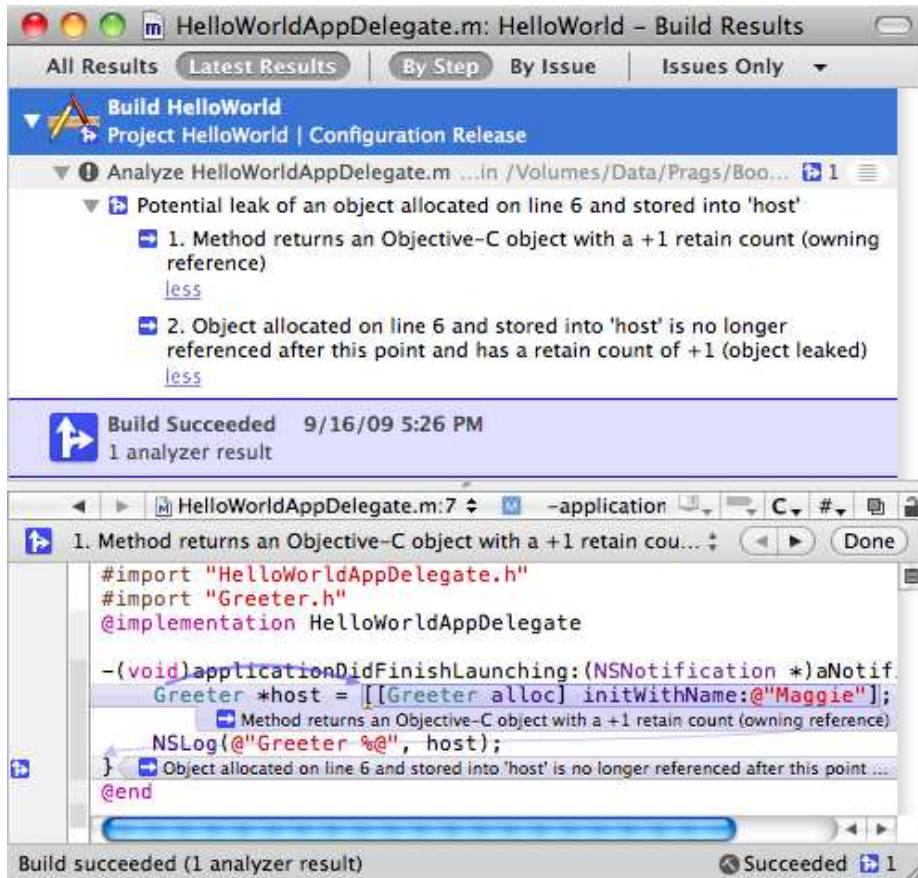 HelloWorldAppDelegate.m: HelloWorld – Build Results
All Results Latest Results By Step By Issue Issues Only
Build HelloWorld
Project HelloWorld | Configuration Release
Analyze HelloWorldAppDelegate.m ...in /Volumes/Data/Prags/Boo... 1
Potential leak of an object allocated on line 6 and stored into 'host'
1. Method returns an Objective-C object with a +1 retain count (owning
reference)
less
2. Object allocated on line 6 and stored into 'host' is no longer
referenced after this point and has a retain count of +1 (object leaked)
less
Build Succeeded 9/16/09 5:26 PM
1 analyzer result
HelloWorldAppDelegate.m:7 -application C #
1. Method returns an Objective-C object with a +1 retain cou... Done
#import "HelloWorldAppDelegate.h"
#import "Greeter.h"
@implementation HelloWorldAppDelegate
-(void)applicationDidFinishLaunching:(NSNotification *)aNotif
Greeter *host = [[Greeter alloc] initWithName:@"Maggie"];
Method returns an Objective-C object with a +1 retain count (owning reference)
NSLog(@"Greeter %@", host);
} Object allocated on line 6 and stored into 'host' is no longer referenced after this point ...
@end
Build succeeded (1 analyzer result) Succeeded 1